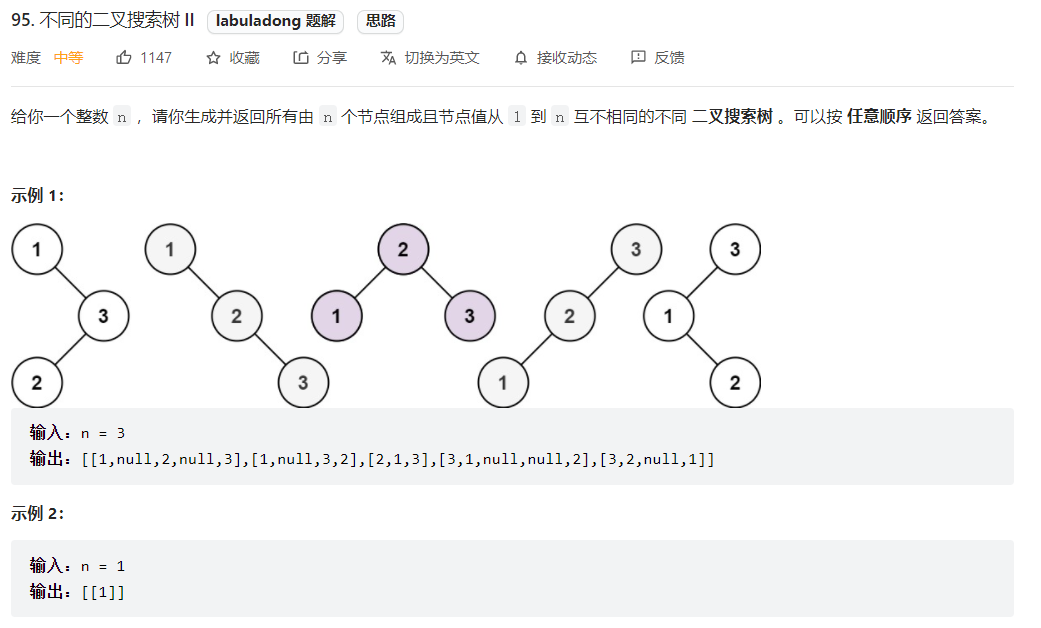 95. 不同的二叉搜索树 II labuladong 题解 思路
难度 中等 1147 收藏 分享 切换为英文 接收动态 反馈
给你一个整数 n ，请你生成并返回所有由 n 个节点组成且节点值从 1 到 n 互不相同的不同 二叉搜索树 。可以按 任意顺序 返回答案。
示例 1：
1 1 2 3 3
3 2 1 3 2 1
2 3 1 2
输入：n = 3
输出：[[1,null,2,null,3],[1,null,3,2],[2,1,3],[3,1,null,null,2],[3,2,null,1]]
示例 2：
输入：n = 1
输出：[[1]]